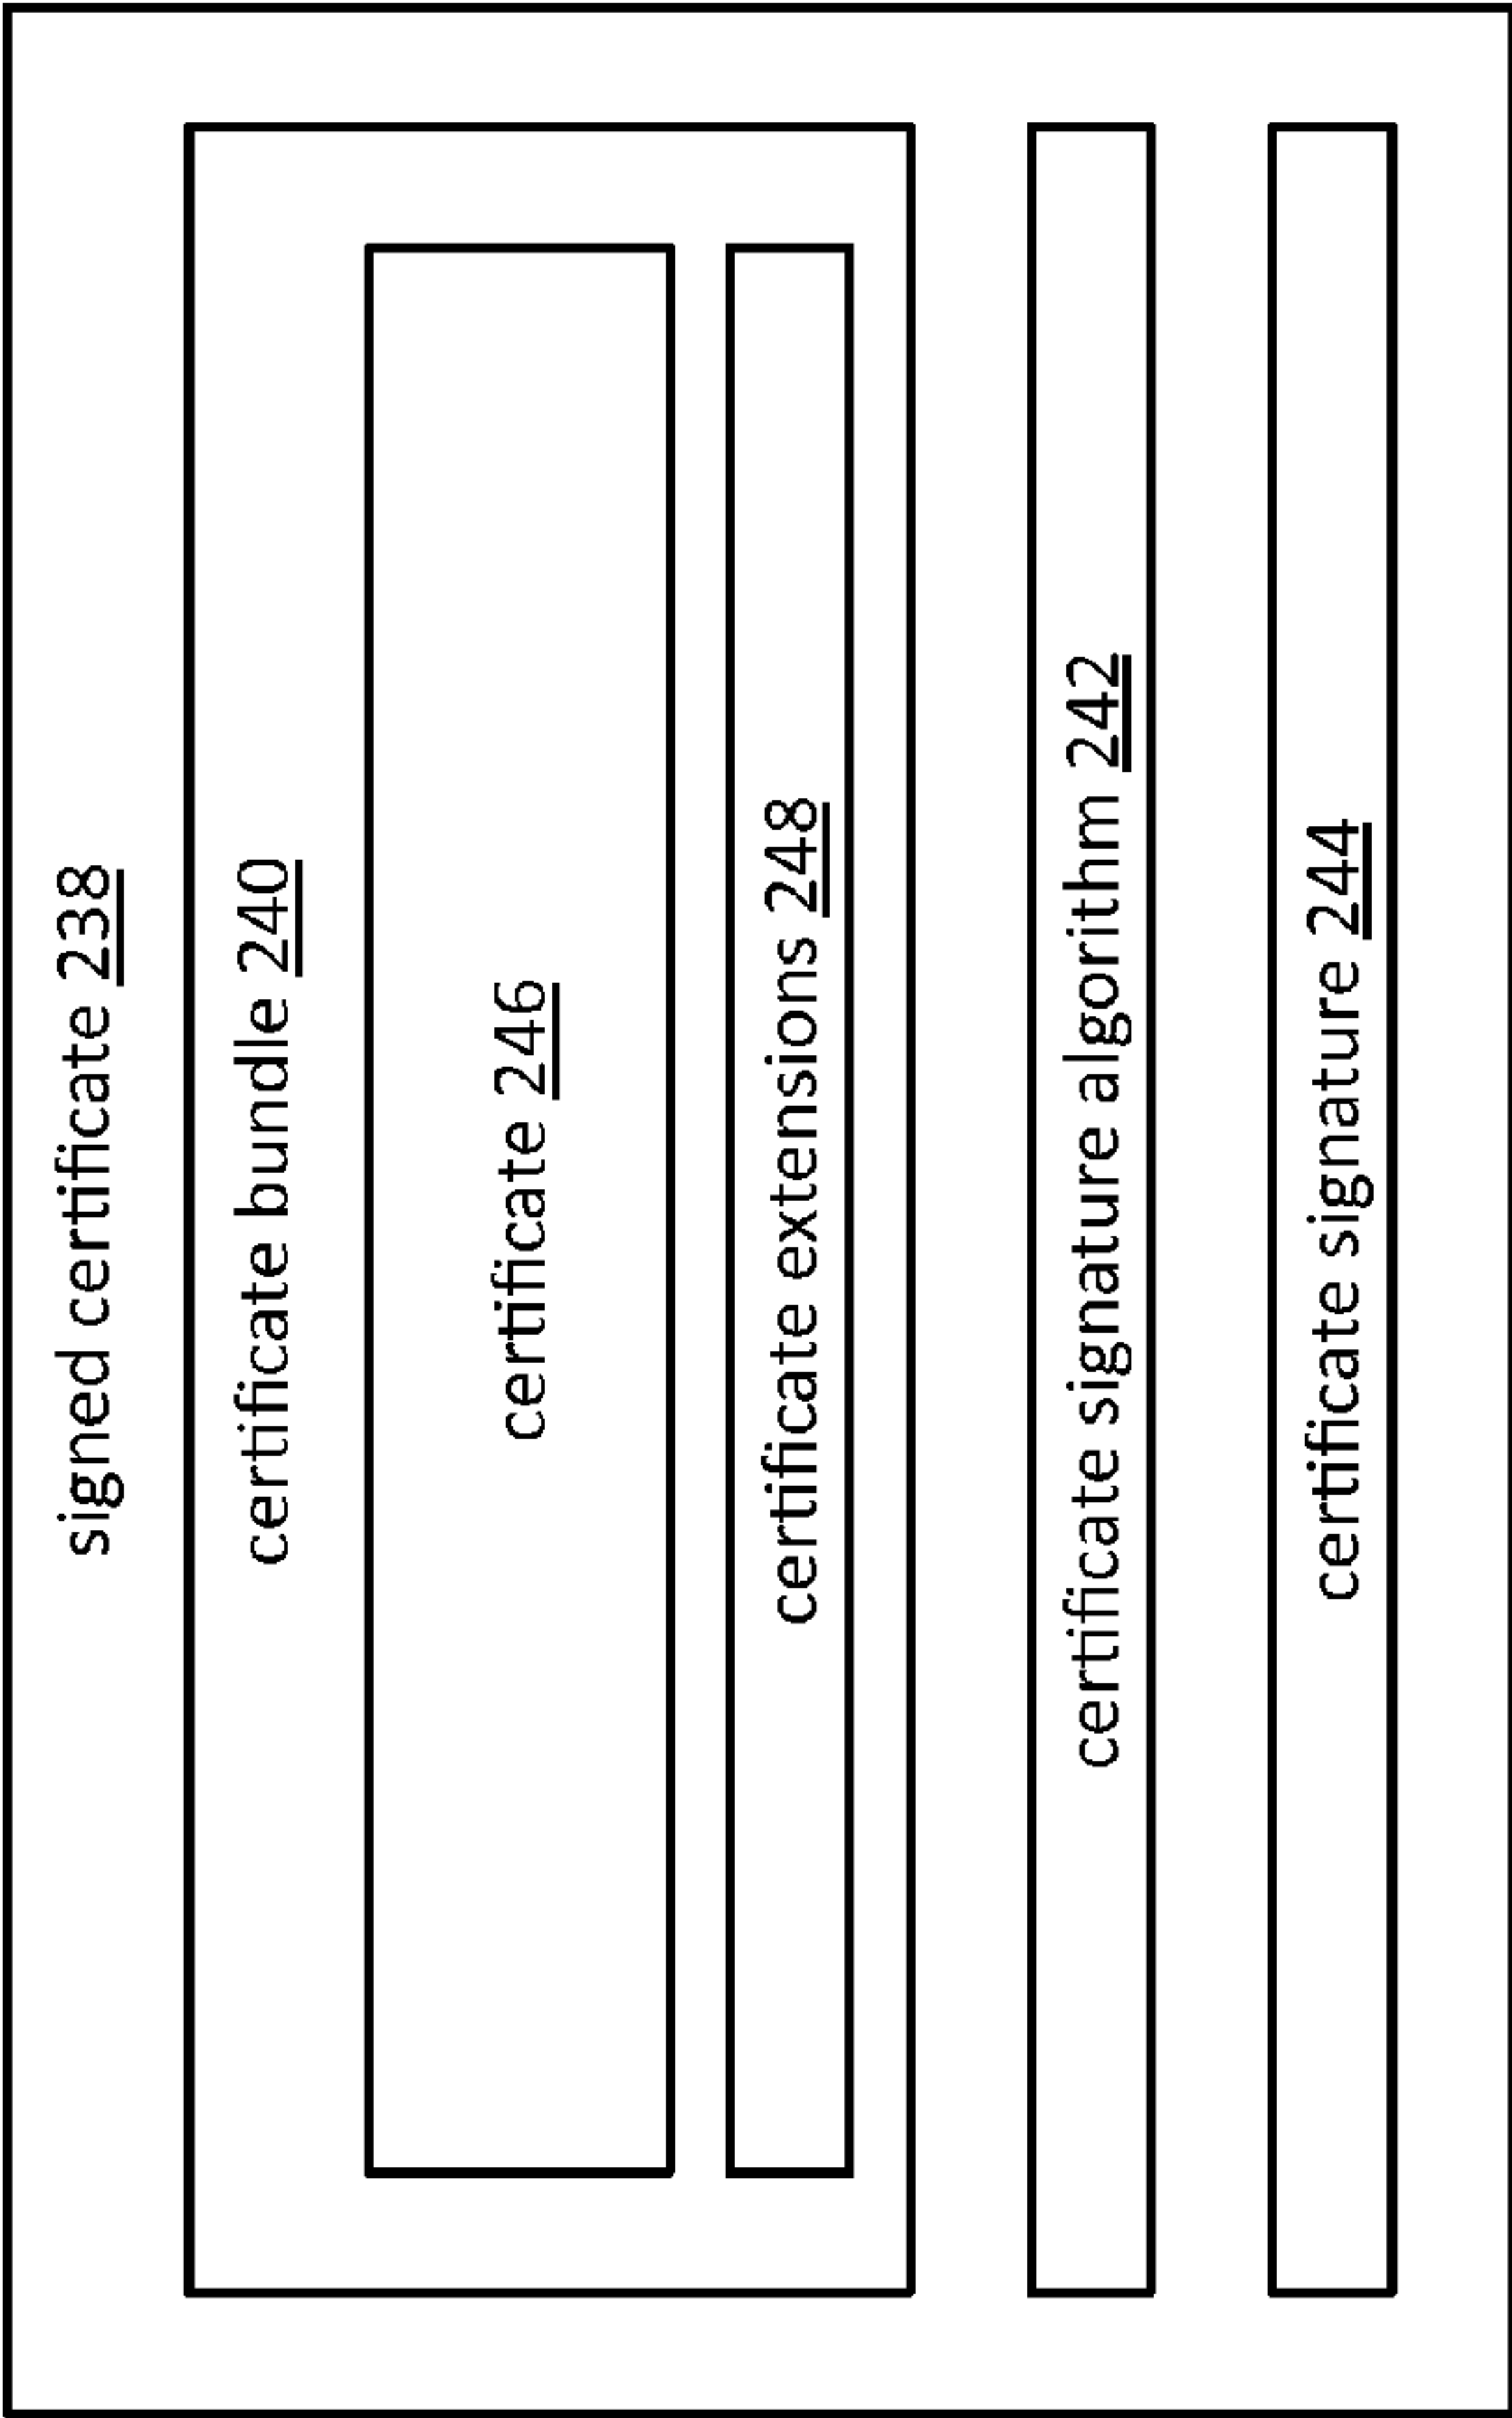 signed certificate 238
certificate bundle 240
certificate 246
certificate extensions 248
certificate signature algorithm 242
certificate signature 244